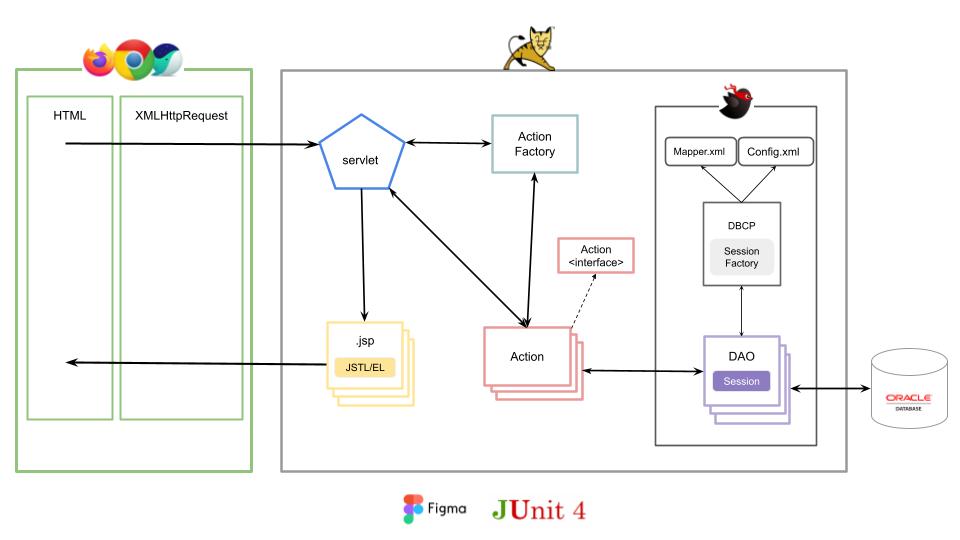 HTML
XMLHttpRequest
servlet
Action
Factory
Mapper.xml
Config.xml
DBCP
Session
Factory
Action
<interface>
.jsp
JSTL/EL
Action
DAO
Session
ORACLE
DATABASE
Figma
JUnit 4